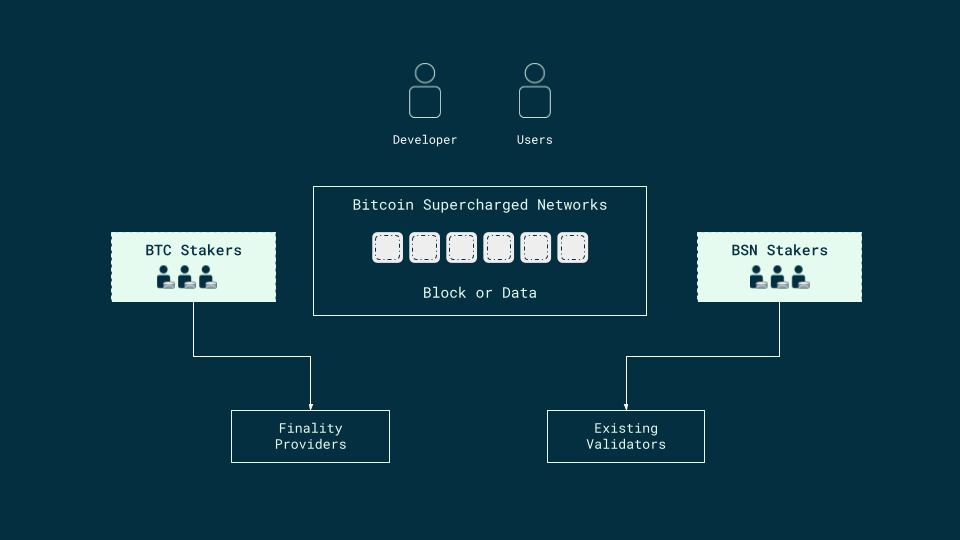 Developer
Users
Bitcoin Supercharged Networks
BTC Stakers
BSN Stakers
Block or Data
Finality
Providers
Existing
Validators